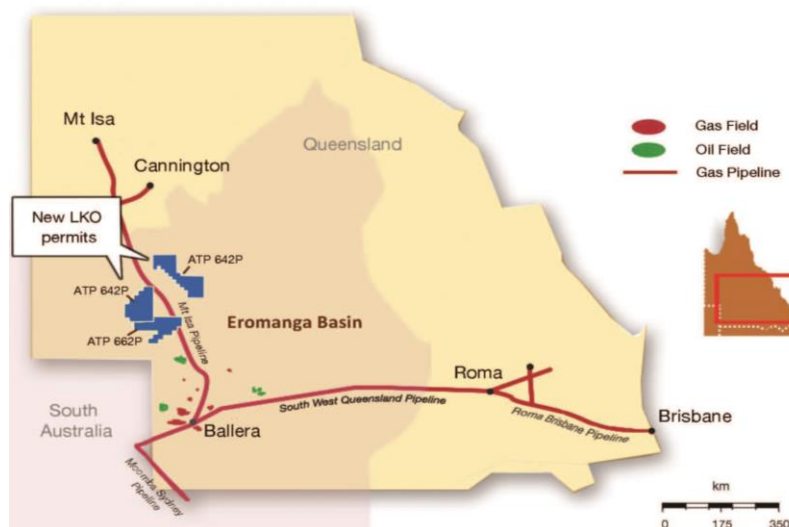 Mt Isa
Queensland
Cannington
Gas Field
Oil Field
Gas Pipeline
New LKO
permits
ATP 642P
ATP 642P
Mt Isa Pipeline
ATP 662P
Eromanga Basin
Roma
South West Queensland Pipeline
Roma Brisbane Pipeline
Brisbane
South
Australia
Ballera
Moomba Sydney
Pipeline
km
0 175 350